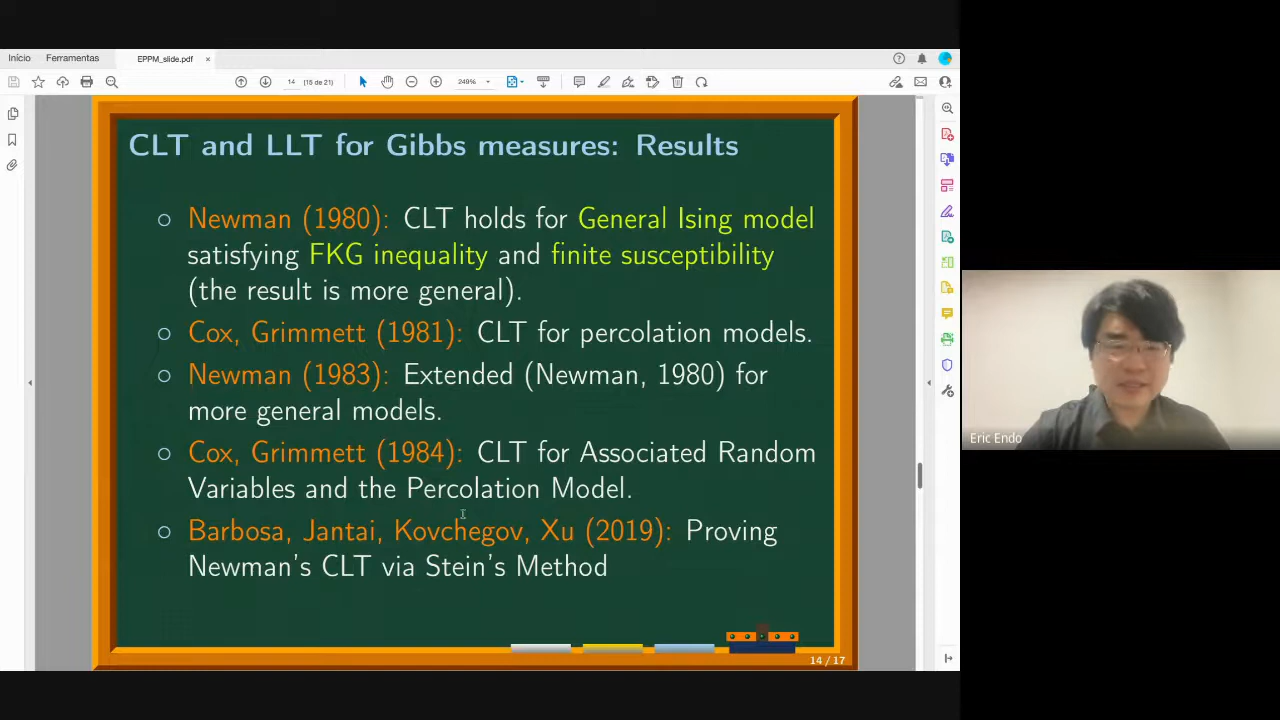 Início Ferramentas EPPM_slide.pdf ×
14 (15 de 21) 249%
CLT and LLT for Gibbs measures: Results
○ Newman (1980): CLT holds for General Ising model
satisfying FKG inequality and finite susceptibility
(the result is more general).
○ Cox, Grimmett (1981): CLT for percolation models.
○ Newman (1983): Extended (Newman, 1980) for
more general models.
○ Cox, Grimmett (1984): CLT for Associated Random
Variables and the Percolation Model.
○ Barbosa, Jantai, Kovchegov, Xu (2019): Proving
Newman's CLT via Stein's Method
14 / 17
Eric Endo